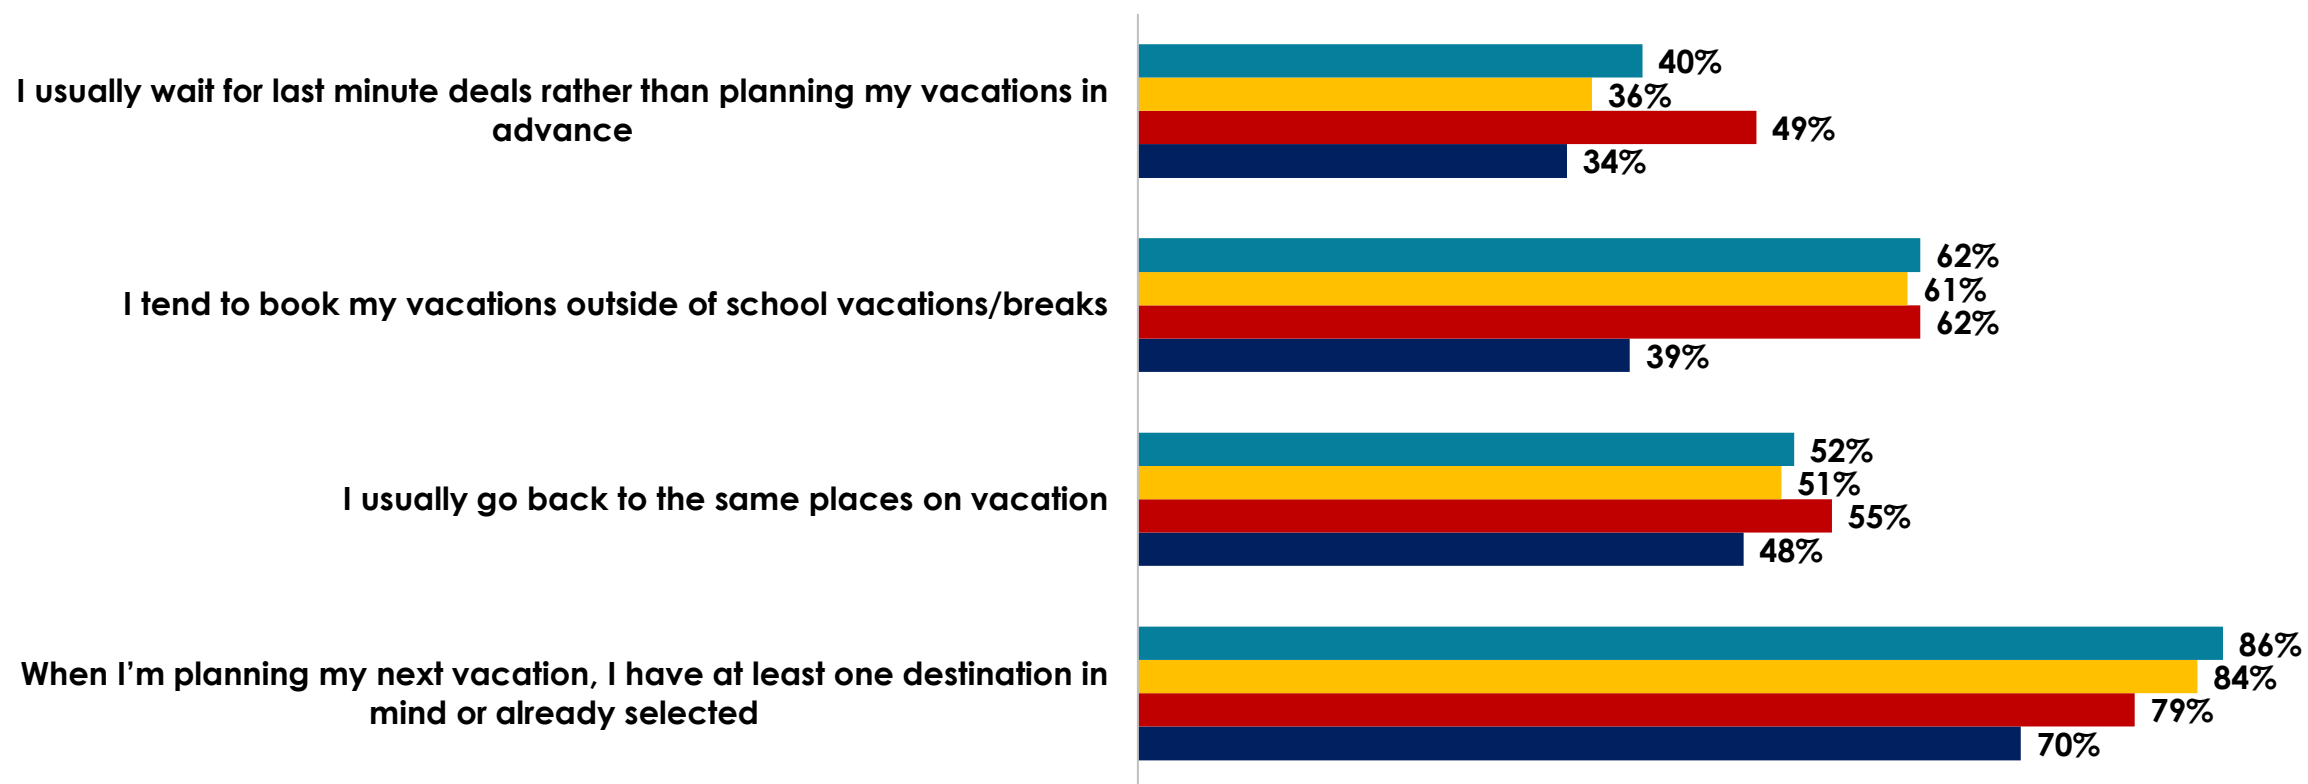 I usually wait for last minute deals rather than planning my vacations in
advance
40%
36%
49%
34%
I tend to book my vacations outside of school vacations/breaks
62%
61%
62%
39%
I usually go back to the same places on vacation
52%
51%
55%
48%
When I’m planning my next vacation, I have at least one destination in
mind or already selected
86%
84%
79%
70%